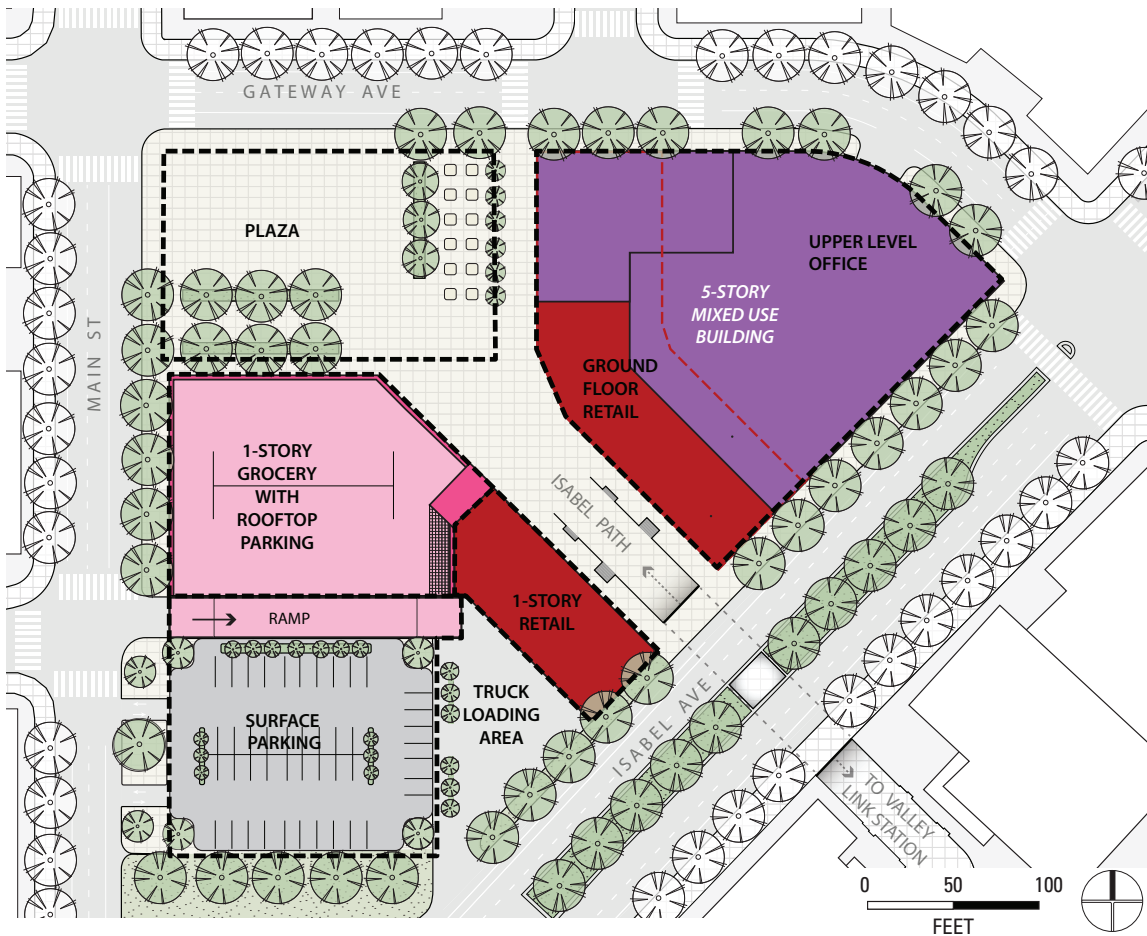 GATEWAY AVE
PLAZA
UPPER LEVEL
OFFICE
5-STORY
MIXED USE
BUILDING
MAIN ST
GROUND
FLOOR
RETAIL
1-STORY
GROCERY
WITH
ROOFTOP
PARKING
ISABEL PATH
1-STORY
RETAIL
RAMP
TRUCK
LOADING
AREA
SURFACE
PARKING
ISABEL AVE
TO VALLEY
LINK STATION
0 50 100
FEET